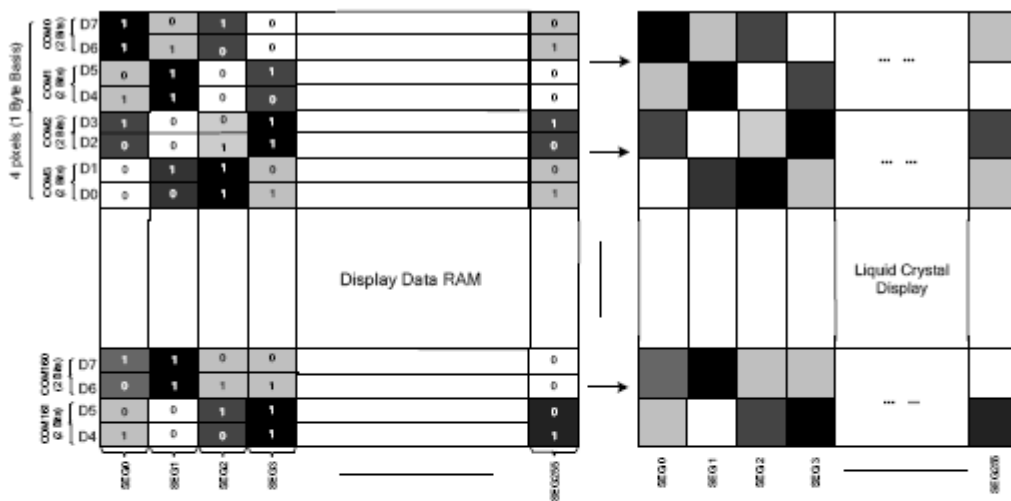 4 pixels (1 Byte Basis)
COM0
(2 Bits)
D7 1 0 1 0 0
D6 1 1 0 0 1
COM1
(2 Bits)
D5 0 1 0 1 0
D4 1 1 0 0 0
COM2
(2 Bits)
D3 1 0 0 1 1
D2 0 0 1 1 0
COM3
(2 Bits)
D1 0 1 1 0 0
D0 0 0 1 1 1
... ...
... ...
Display Data RAM
Liquid Crystal
Display
COM160
(2 Bits)
D7 1 1 0 0 0
D6 0 1 1 1 0
COM161
(2 Bits)
D5 0 0 1 1 0
D4 1 0 0 1 1
... ...
SEG0 SEG1 SEG2 SEG3 SEG255
SEG0 SEG1 SEG2 SEG3 SEG255